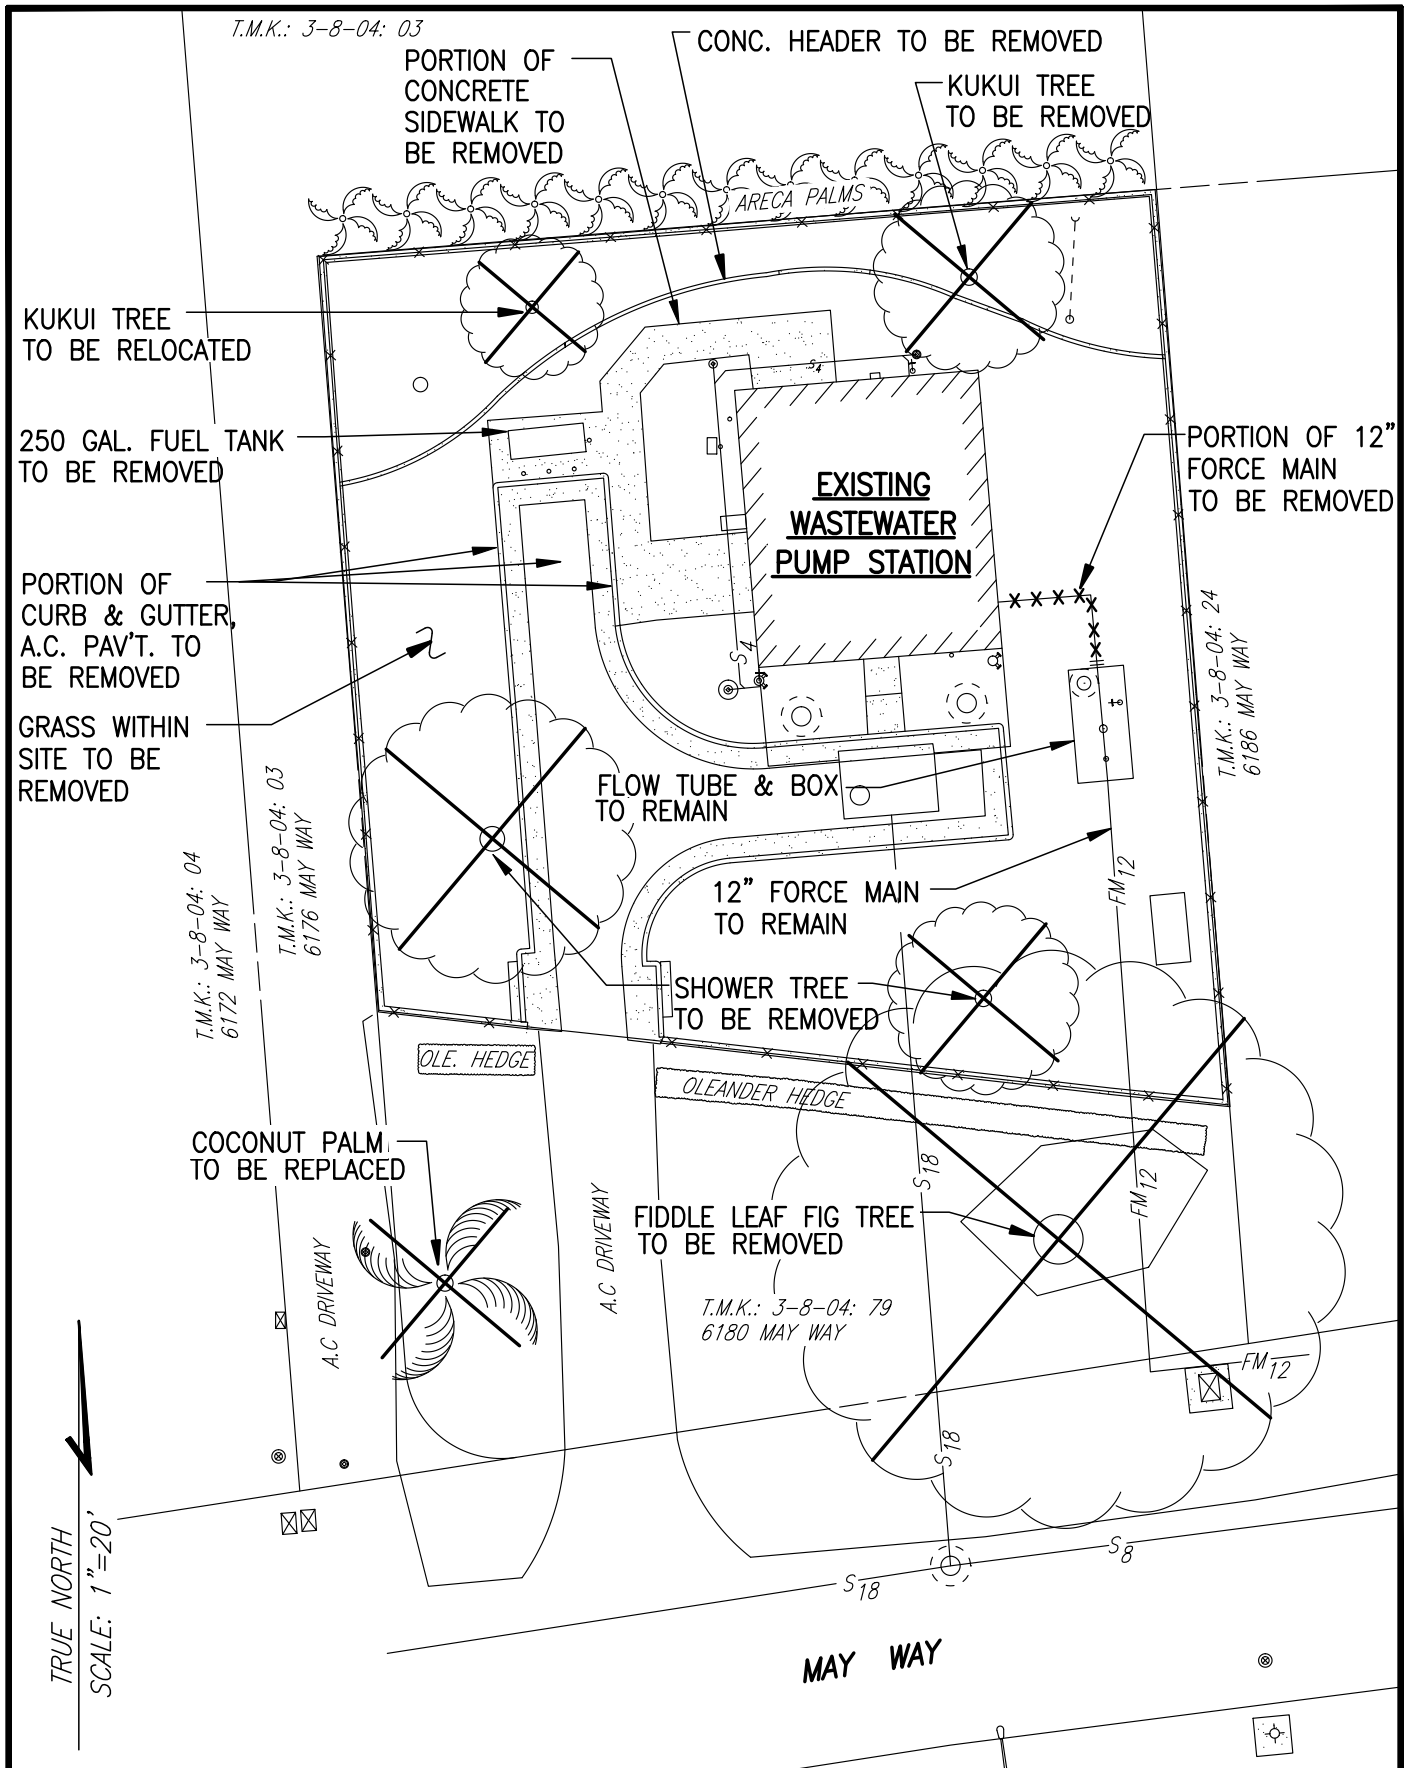 T.M.K.: 3-8-04: 03
PORTION OF
CONCRETE
SIDEWALK TO
BE REMOVED
CONC. HEADER TO BE REMOVED
KUKUI TREE
TO BE REMOVED
ARECA PALMS
KUKUI TREE
TO BE RELOCATED
S4
250 GAL. FUEL TANK
TO BE REMOVED
PORTION OF 12"
FORCE MAIN
TO BE REMOVED
EXISTING
WASTEWATER
PUMP STATION
PORTION OF
CURB & GUTTER,
A.C. PAV'T. TO
BE REMOVED
S4
GRASS WITHIN
SITE TO BE
REMOVED
T.M.K.: 3-8-04: 24
6186 MAY WAY
FLOW TUBE & BOX
TO REMAIN
T.M.K.: 3-8-04: 04
6172 MAY WAY
T.M.K.: 3-8-04: 03
6176 MAY WAY
12" FORCE MAIN
TO REMAIN
FM12
SHOWER TREE
TO BE REMOVED
OLE. HEDGE
OLEANDER HEDGE
COCONUT PALM
TO BE REPLACED
S18
FM12
FIDDLE LEAF FIG TREE
TO BE REMOVED
A.C DRIVEWAY
A.C DRIVEWAY
T.M.K.: 3-8-04: 79
6180 MAY WAY
FM12
S18
S8
S18
TRUE NORTH
SCALE: 1"=20'
MAY WAY